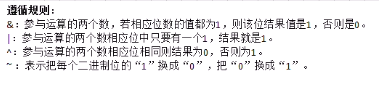 遵循规则：
&：参与运算的两个数，若相应位数的值都为1，则该位结果值是1，否则是0。
|：参与运算的两个数相应位中只要有一个1，结果就是1。
^：参与运算的两个数相应位相同则结果为0，否则为1。
~：表示把每个二进制位的“1”换成“0”，把“0”换成“1”。